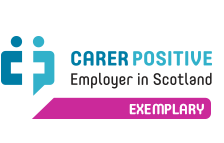 CARER POSITIVE
Employer in Scotland
EXEMPLARY